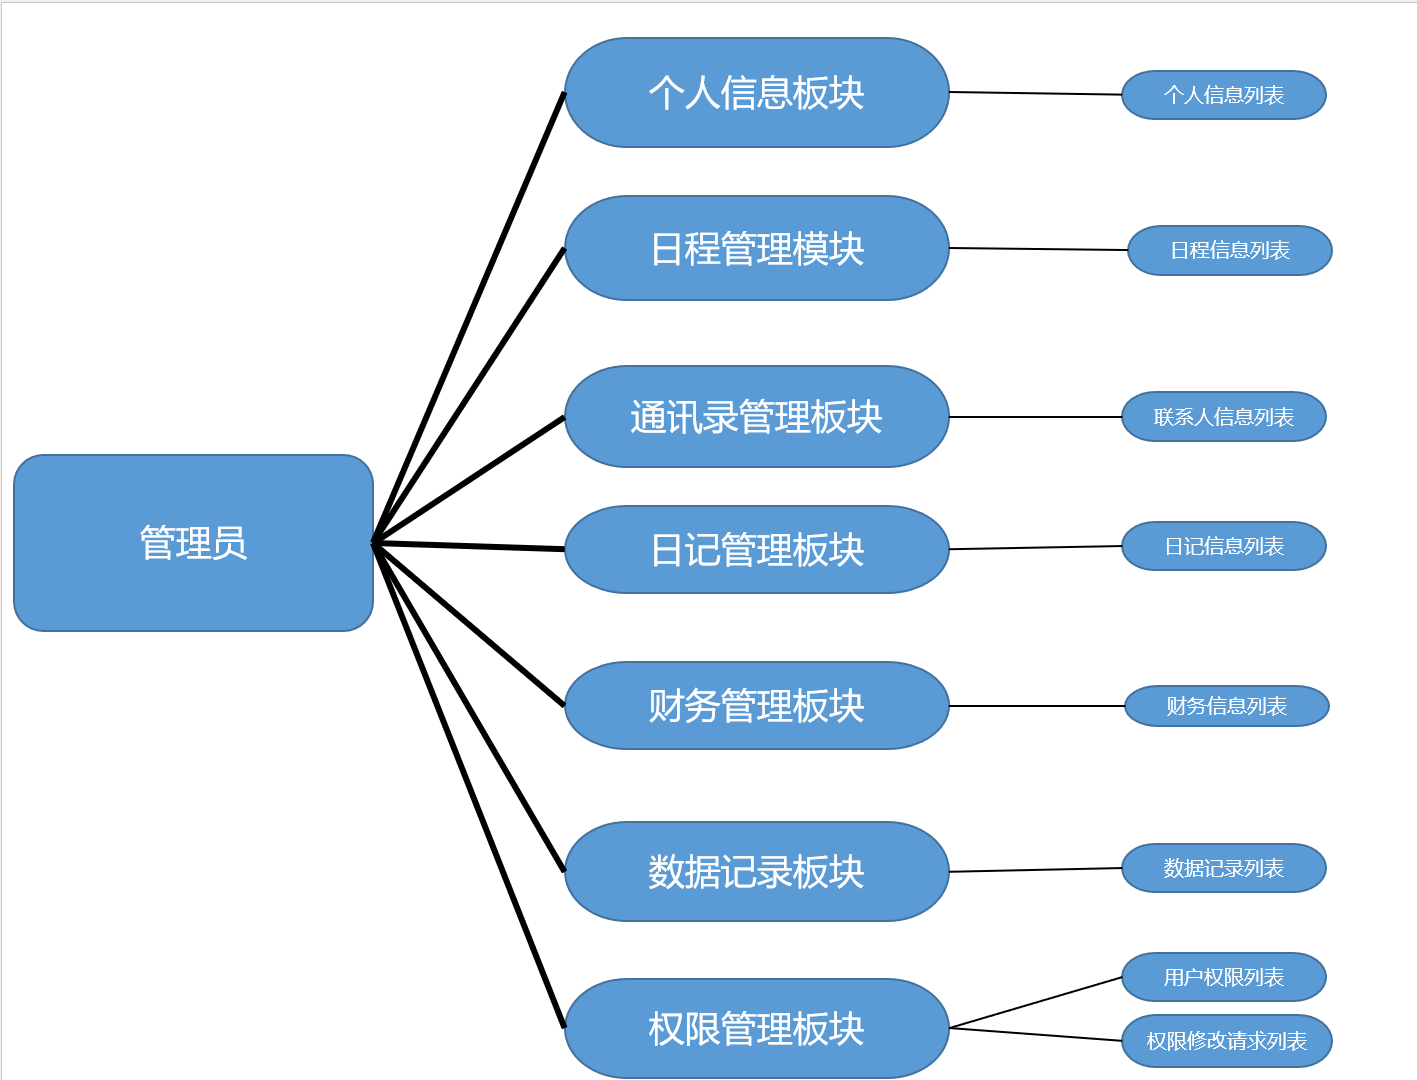 个人信息板块
个人信息列表
日程管理模块
日程信息列表
通讯录管理板块
联系人信息列表
管理员
日记管理板块
日记信息列表
财务管理板块
财务信息列表
数据记录板块
数据记录列表
用户权限列表
权限管理板块
权限修改请求列表